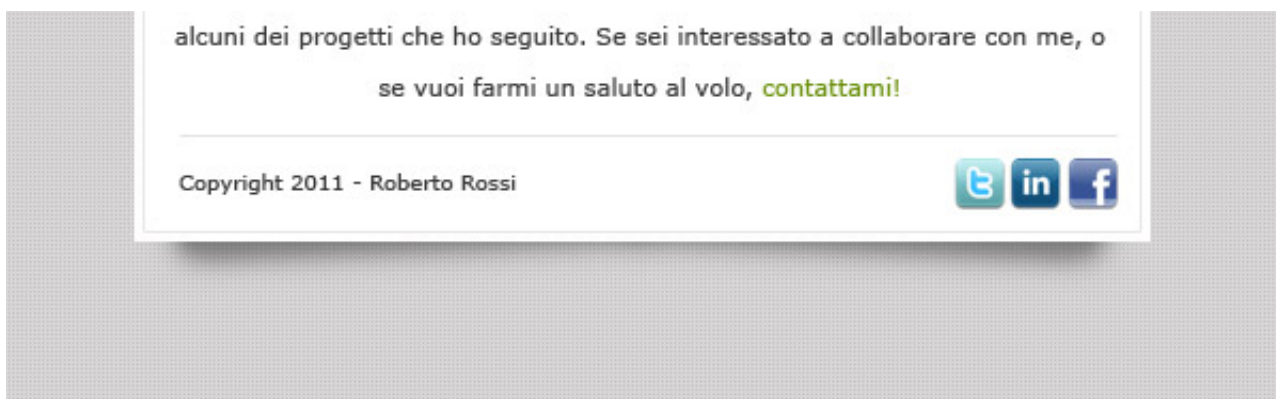 alcuni dei progetti che ho seguito. Se sei interessato a collaborare con me, o
se vuoi farmi un saluto al volo, contattami!
Copyright 2011 - Roberto Rossi
t in f